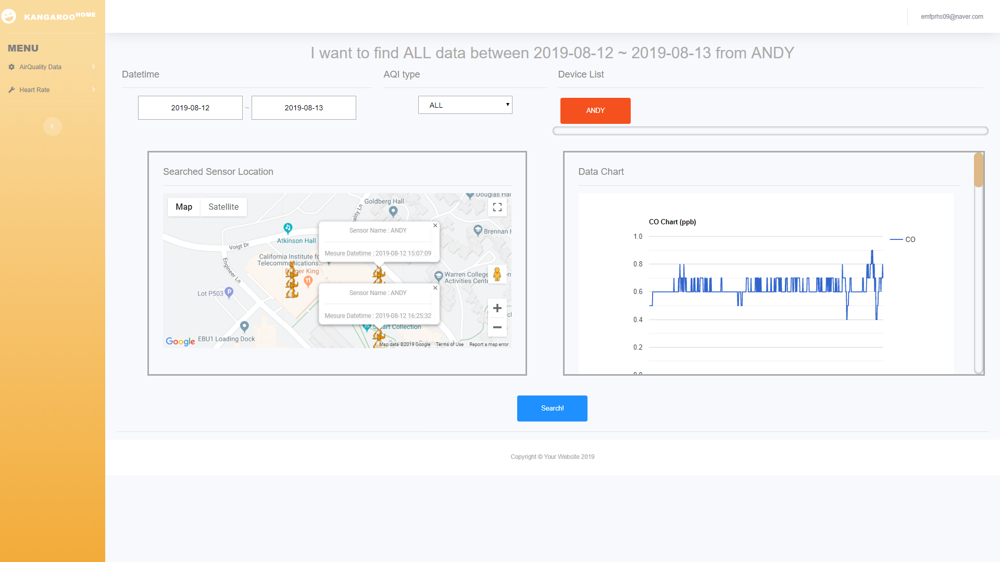 KANGAROO HOME
emfprhs09@naver.com
MENU
AirQuality Data
Heart Rate
I want to find ALL data between 2019-08-12 ~ 2019-08-13 from ANDY
Datetime
AQI type
Device List
2019-08-12 ~ 2019-08-13
ALL
ANDY
Searched Sensor Location
Map Satellite
Goldberg Hall
Douglas Hal
Atkinson Hall
Voigt Dr
Engineer Ln
California Institute fo
Telecommunications...
Burger King
Lot P503
Brennan H
Warren College
Activities Cente
Sensor Name : ANDY
Mesure Datetime : 2019-08-12 15:07:09
Sensor Name : ANDY
Mesure Datetime : 2019-08-12 16:25:32
Stuart Collection
EBU1 Loading Dock
Google
Map data ©2019 Google Terms of Use Report a map error
Data Chart
CO Chart (ppb)
CO
1.0
0.8
0.6
0.4
0.2
0.0
Search!
Copyright © Your Website 2019